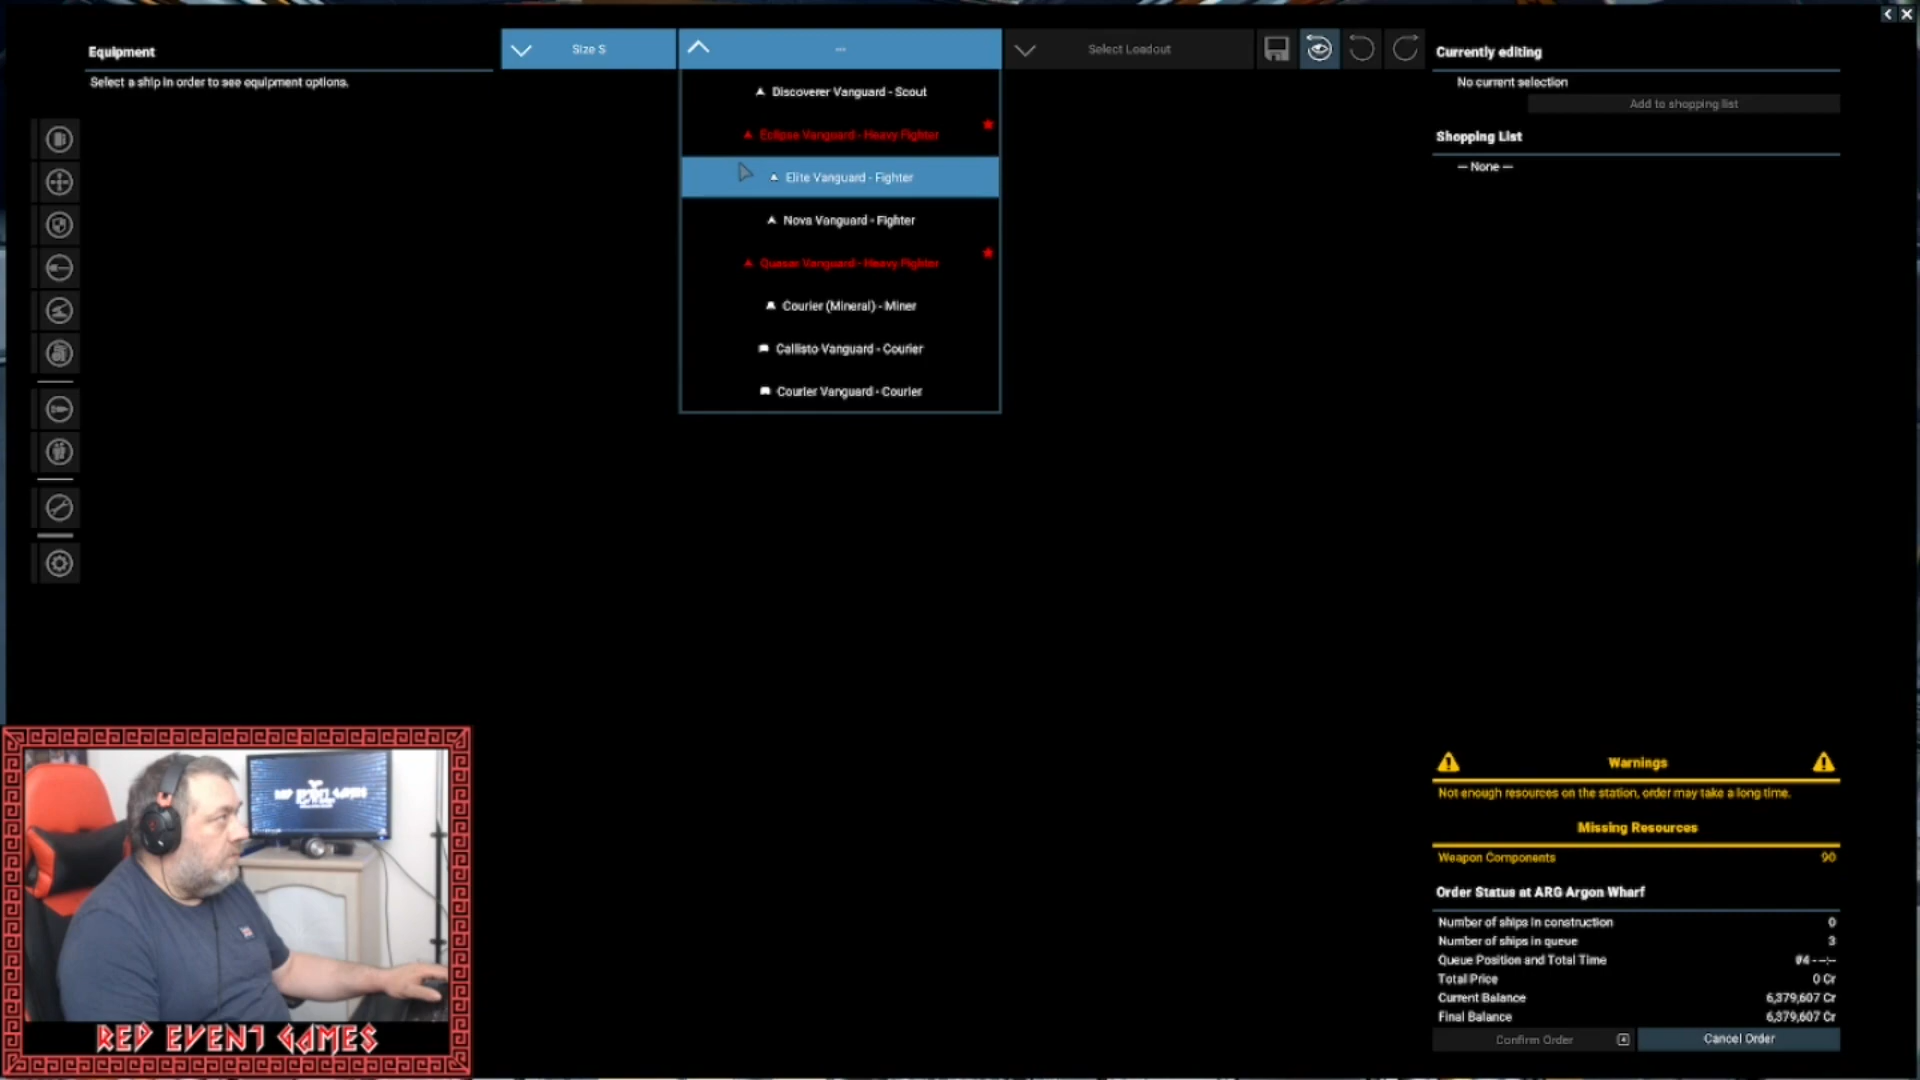 Equipment
Select a ship in order to see equipment options.
Size S
--
Select Loadout
Discoverer Vanguard - Scout
Eclipse Vanguard - Heavy Fighter
Elite Vanguard - Fighter
Nova Vanguard - Fighter
Quasar Vanguard - Heavy Fighter
Courier (Mineral) - Miner
Callisto Vanguard - Courier
Courier Vanguard - Courier
Currently editing
No current selection
Add to shopping list
Shopping List
— None —
Warnings
Not enough resources on the station, order may take a long time.
Missing Resources
Weapon Components 90
Order Status at ARG Argon Wharf
Number of ships in construction 0
Number of ships in queue 3
Queue Position and Total Time #4 - --:--
Total Price 0 Cr
Current Balance 6,379,607 Cr
Final Balance 6,379,607 Cr
Confirm Order
Cancel Order
RED EVENT GAMES
RED EVENT GAMES